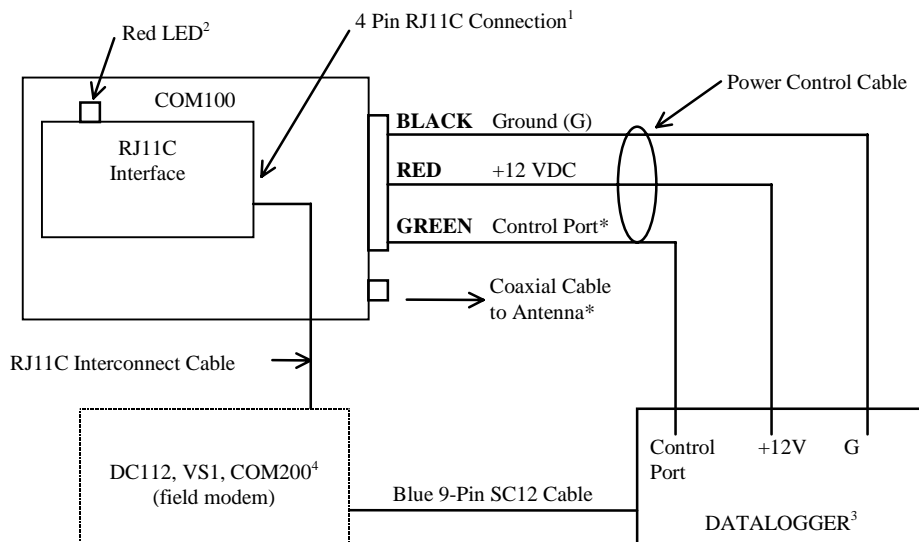 4 Pin RJ11C Connection¹
Red LED²
Power Control Cable
COM100
BLACK Ground (G)
RJ11C
Interface
RED +12 VDC
GREEN Control Port*
Coaxial Cable
to Antenna*
RJ11C Interconnect Cable
Control
Port
+12V
G
DC112, VS1, COM200⁴
(field modem)
Blue 9-Pin SC12 Cable
DATALOGGER³